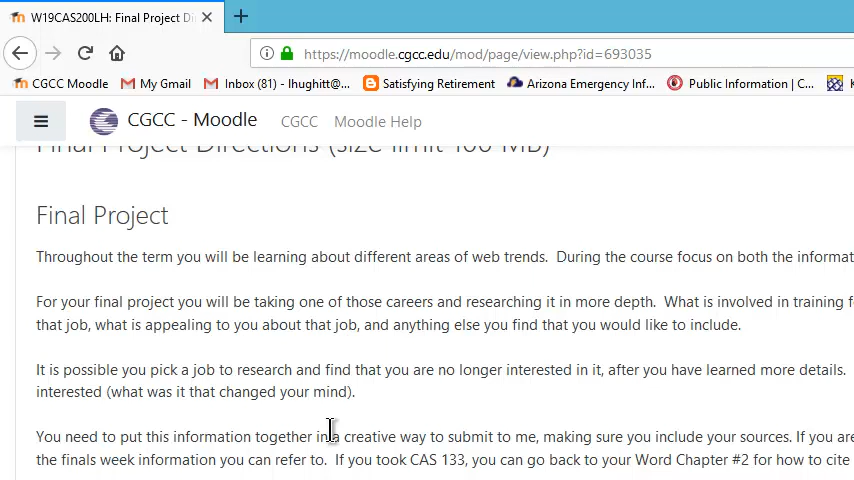 W19CAS200LH: Final Project Di
https://moodle.cgcc.edu/mod/page/view.php?id=693035
CGCC Moodle My Gmail Inbox (81) - lhughitt@... Satisfying Retirement Arizona Emergency Inf... Public Information | C...
CGCC - Moodle CGCC Moodle Help
Final Project Directions (size limit 100 MB)
Final Project
Throughout the term you will be learning about different areas of web trends. During the course focus on both the informat
For your final project you will be taking one of those careers and researching it in more depth. What is involved in training f
that job, what is appealing to you about that job, and anything else you find that you would like to include.
It is possible you pick a job to research and find that you are no longer interested in it, after you have learned more details.
interested (what was it that changed your mind).
You need to put this information together in a creative way to submit to me, making sure you include your sources. If you are
the finals week information you can refer to. If you took CAS 133, you can go back to your Word Chapter #2 for how to cite